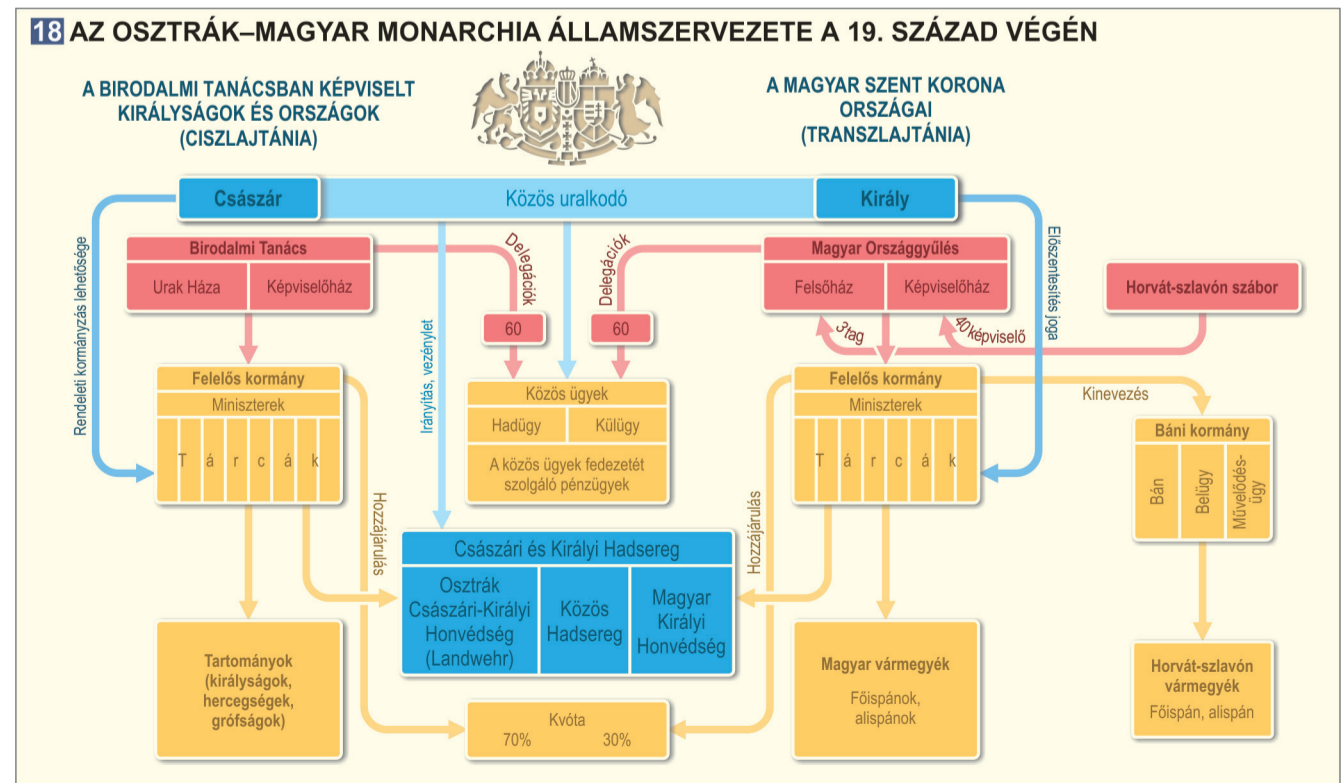 18 AZ OSZTRÁK–MAGYAR MONARCHIA ÁLLAMSZERVEZETE A 19. SZÁZAD VÉGÉN
A BIRODALMI TANÁCSBAN KÉPVISELT
KIRÁLYSÁGOK ÉS ORSZÁGOK
(CISZLAJTÁNIA)
A MAGYAR SZENT KORONA
ORSZÁGAI
(TRANSZLAJTÁNIA)
Császár
Közös uralkodó
Király
Rendeleti kormányzás lehetősége
Birodalmi Tanács
Urak Háza
Képviselőház
Delegációk
60
Delegációk
60
Magyar Országgyűlés
Felsőház
Képviselőház
Előszentesítés joga
Horvát-szlavón szábor
3 tag
40 képviselő
Irányítás, vezénylet
Felelős kormány
Miniszterek
T á r c á k
Közös ügyek
Hadügy
Külügy
A közös ügyek fedezetét
szolgáló pénzügyek
Felelős kormány
Miniszterek
T á r c á k
Kinevezés
Báni kormány
Bán
Belügy
Művelődés-
ügy
Hozzájárulás
Hozzájárulás
Császári és Királyi Hadsereg
Osztrák
Császári-Királyi
Honvédség
(Landwehr)
Közös
Hadsereg
Magyar
Királyi
Honvédség
Tartományok
(királyságok,
hercegségek,
grófságok)
Kvóta
70% 30%
Magyar vármegyék
Főispánok,
alispánok
Horvát-szlavón
vármegyék
Főispán, alispán